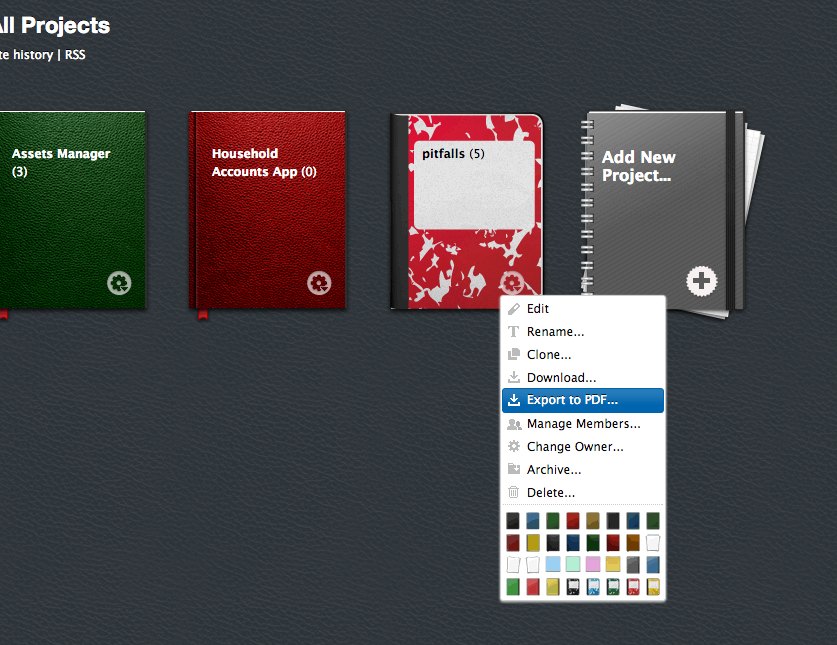 All Projects
te history | RSS
Assets Manager
(3)
Household
Accounts App (0)
pitfalls (5)
Add New
Project...
Edit
Rename...
Clone...
Download...
Export to PDF...
Manage Members...
Change Owner...
Archive...
Delete...